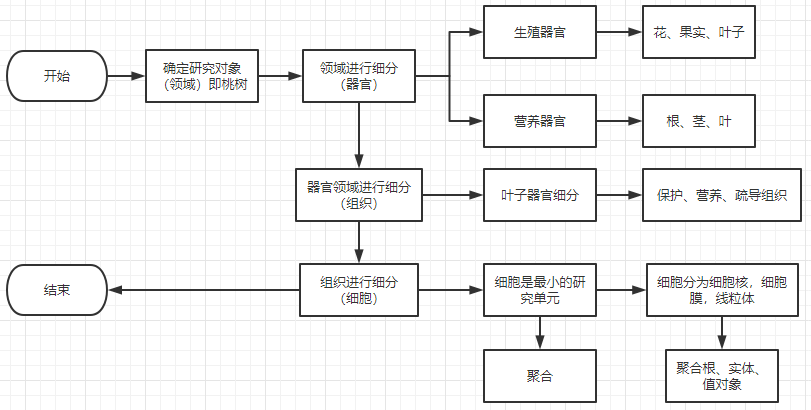 生殖器官
花、果实、叶子
开始
确定研究对象
（领域）即桃树
领域进行细分
（器官）
营养器官
根、茎、叶
器官领域进行细分
（组织）
叶子器官细分
保护、营养、疏导组织
结束
组织进行细分
（细胞）
细胞是最小的研
究单元
细胞分为细胞核，细胞
膜，线粒体
聚合
聚合根、实体、
值对象